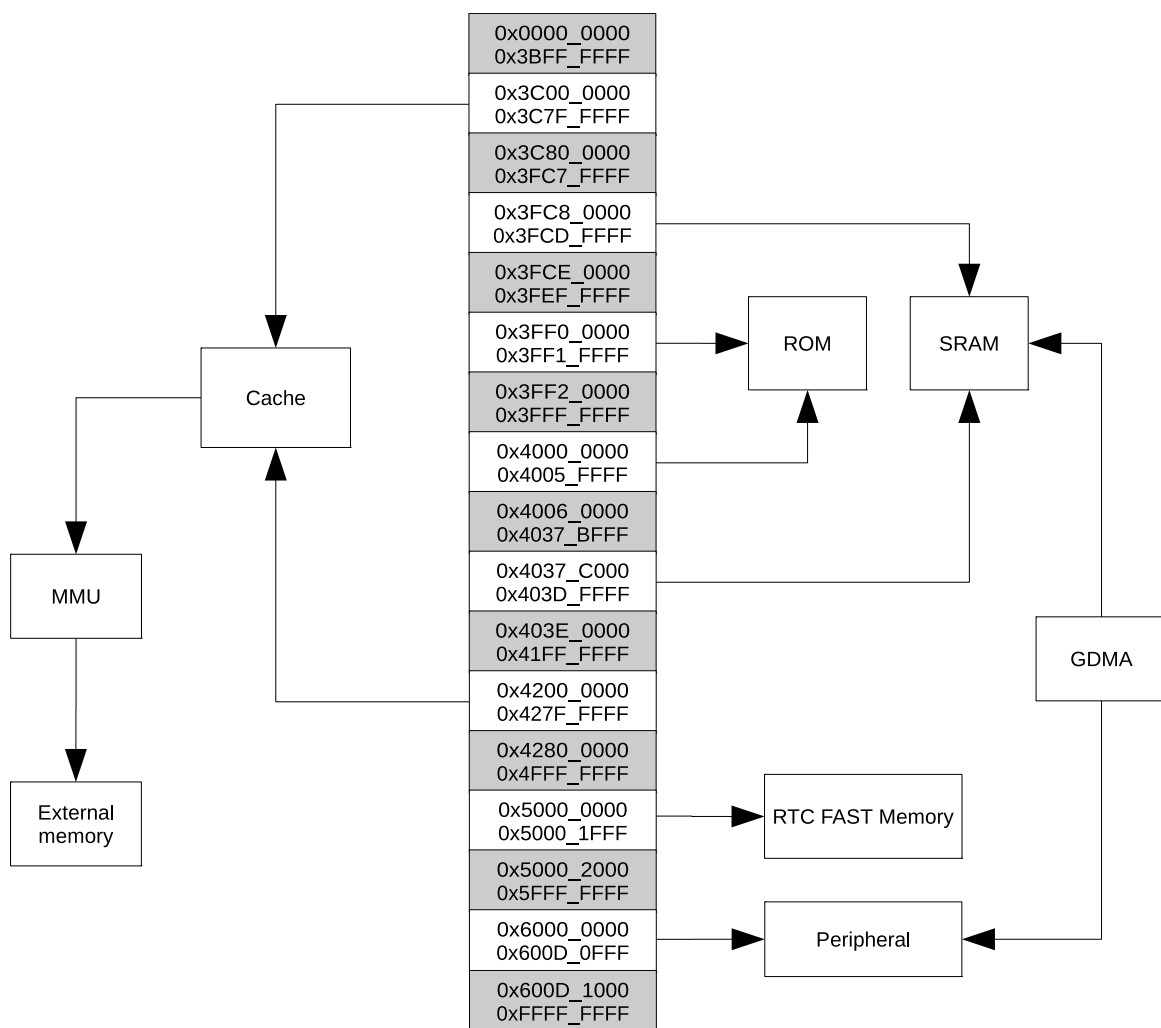 0x0000_0000
0x3BFF_FFFF
0x3C00_0000
0x3C7F_FFFF
0x3C80_0000
0x3FC7_FFFF
0x3FC8_0000
0x3FCD_FFFF
0x3FCE_0000
0x3FEF_FFFF
0x3FF0_0000
0x3FF1_FFFF
ROM
SRAM
Cache
0x3FF2_0000
0x3FFF_FFFF
0x4000_0000
0x4005_FFFF
0x4006_0000
0x4037_BFFF
0x4037_C000
0x403D_FFFF
MMU
0x403E_0000
0x41FF_FFFF
GDMA
0x4200_0000
0x427F_FFFF
0x4280_0000
0x4FFF_FFFF
External
memory
0x5000_0000
0x5000_1FFF
RTC FAST Memory
0x5000_2000
0x5FFF_FFFF
0x6000_0000
0x600D_0FFF
Peripheral
0x600D_1000
0xFFFF_FFFF